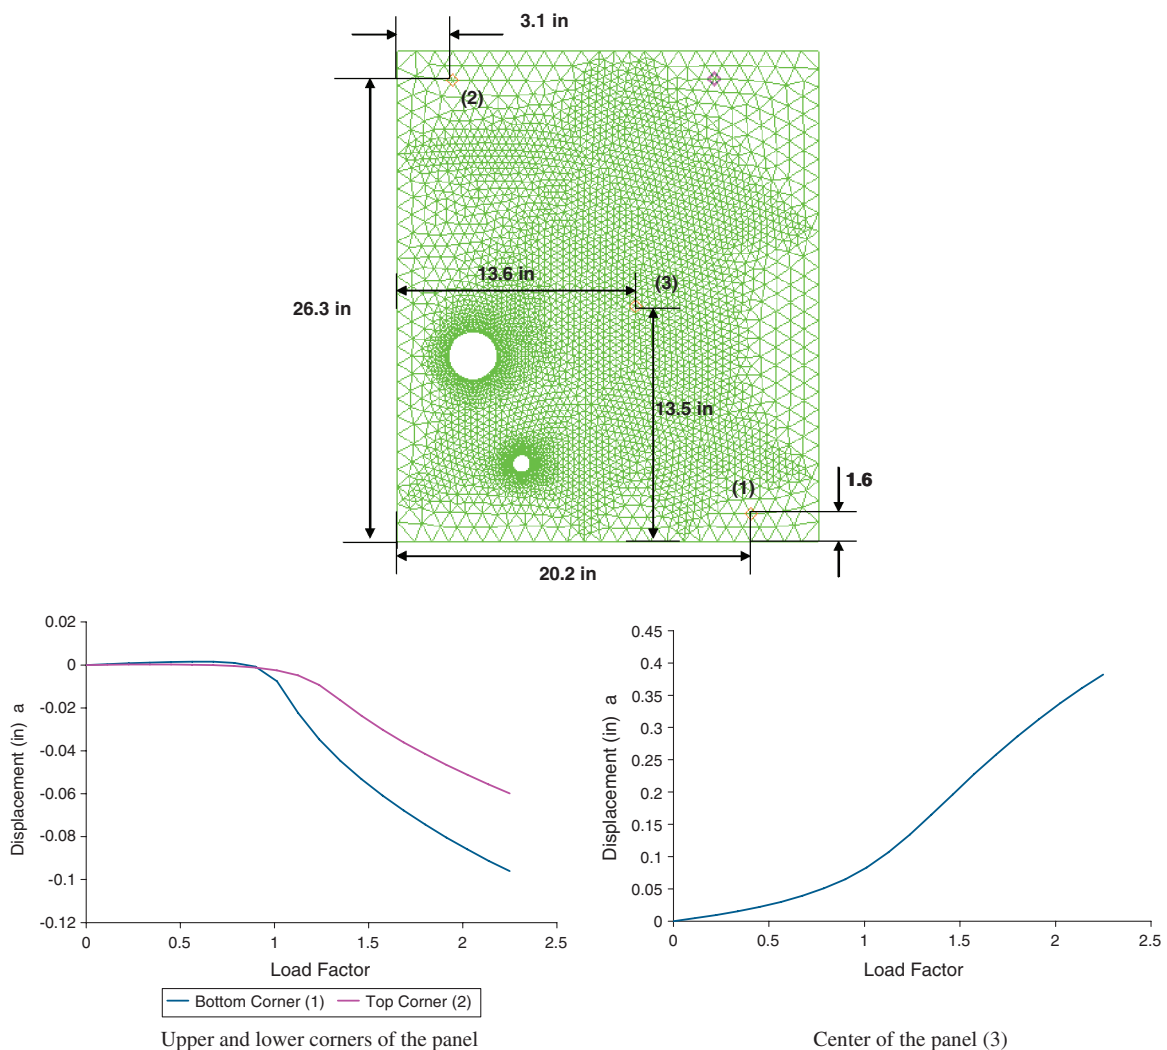 3.1 in
(2)
13.6 in
(3)
26.3 in
13.5 in
(1)
1.6
20.2 in
0.02
0
-0.02
-0.04
-0.06
-0.08
-0.1
-0.12
Displacement (in) a
0 0.5 1 1.5 2 2.5
Load Factor
Bottom Corner (1) Top Corner (2)
Upper and lower corners of the panel
0.45
0.4
0.35
0.3
0.25
0.2
0.15
0.1
0.05
0
Displacement (in) a
0 0.5 1 1.5 2 2.5
Load Factor
Center of the panel (3)